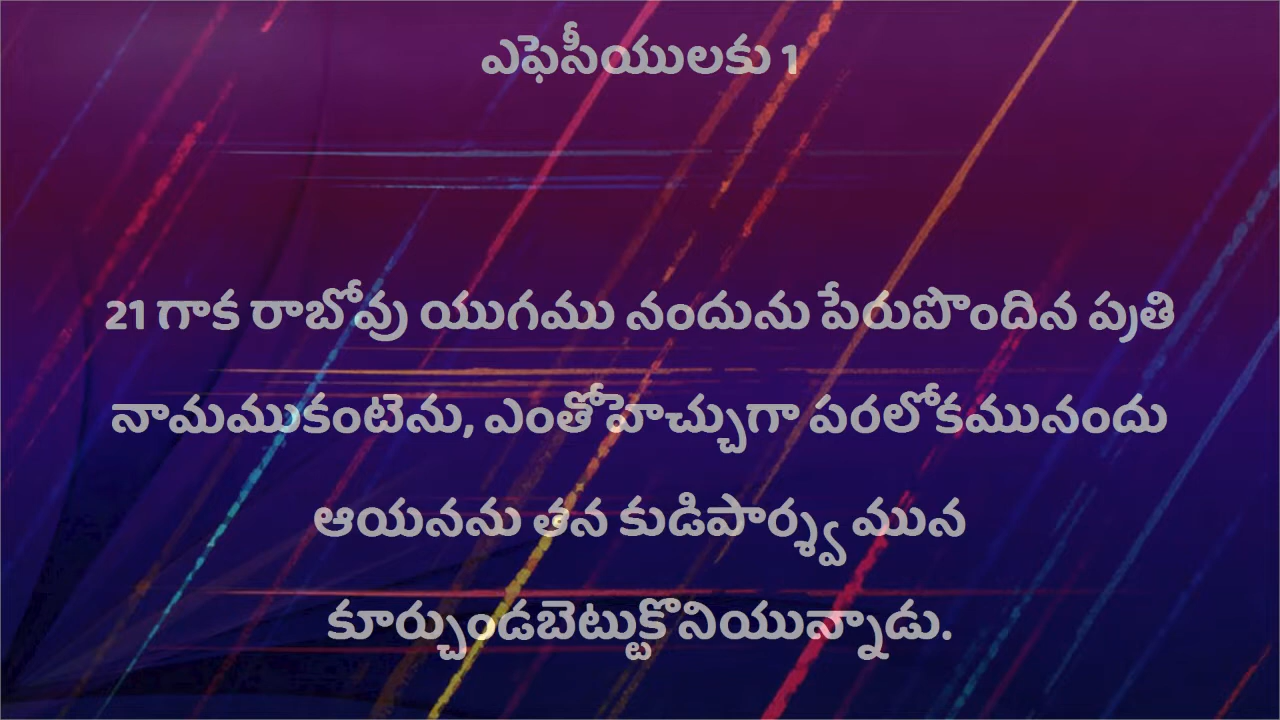 ఎఫెసీయులకు 1
21 గాక రాబోవు యుగము నందును పేరుపొందిన ప్రతి
నామముకంటెను, ఎంతోహెచ్చుగా పరలోకమునందు
ఆయనను తన కుడిపార్శ్వ మున
కూర్చుండబెట్టుకొనియున్నాడు.